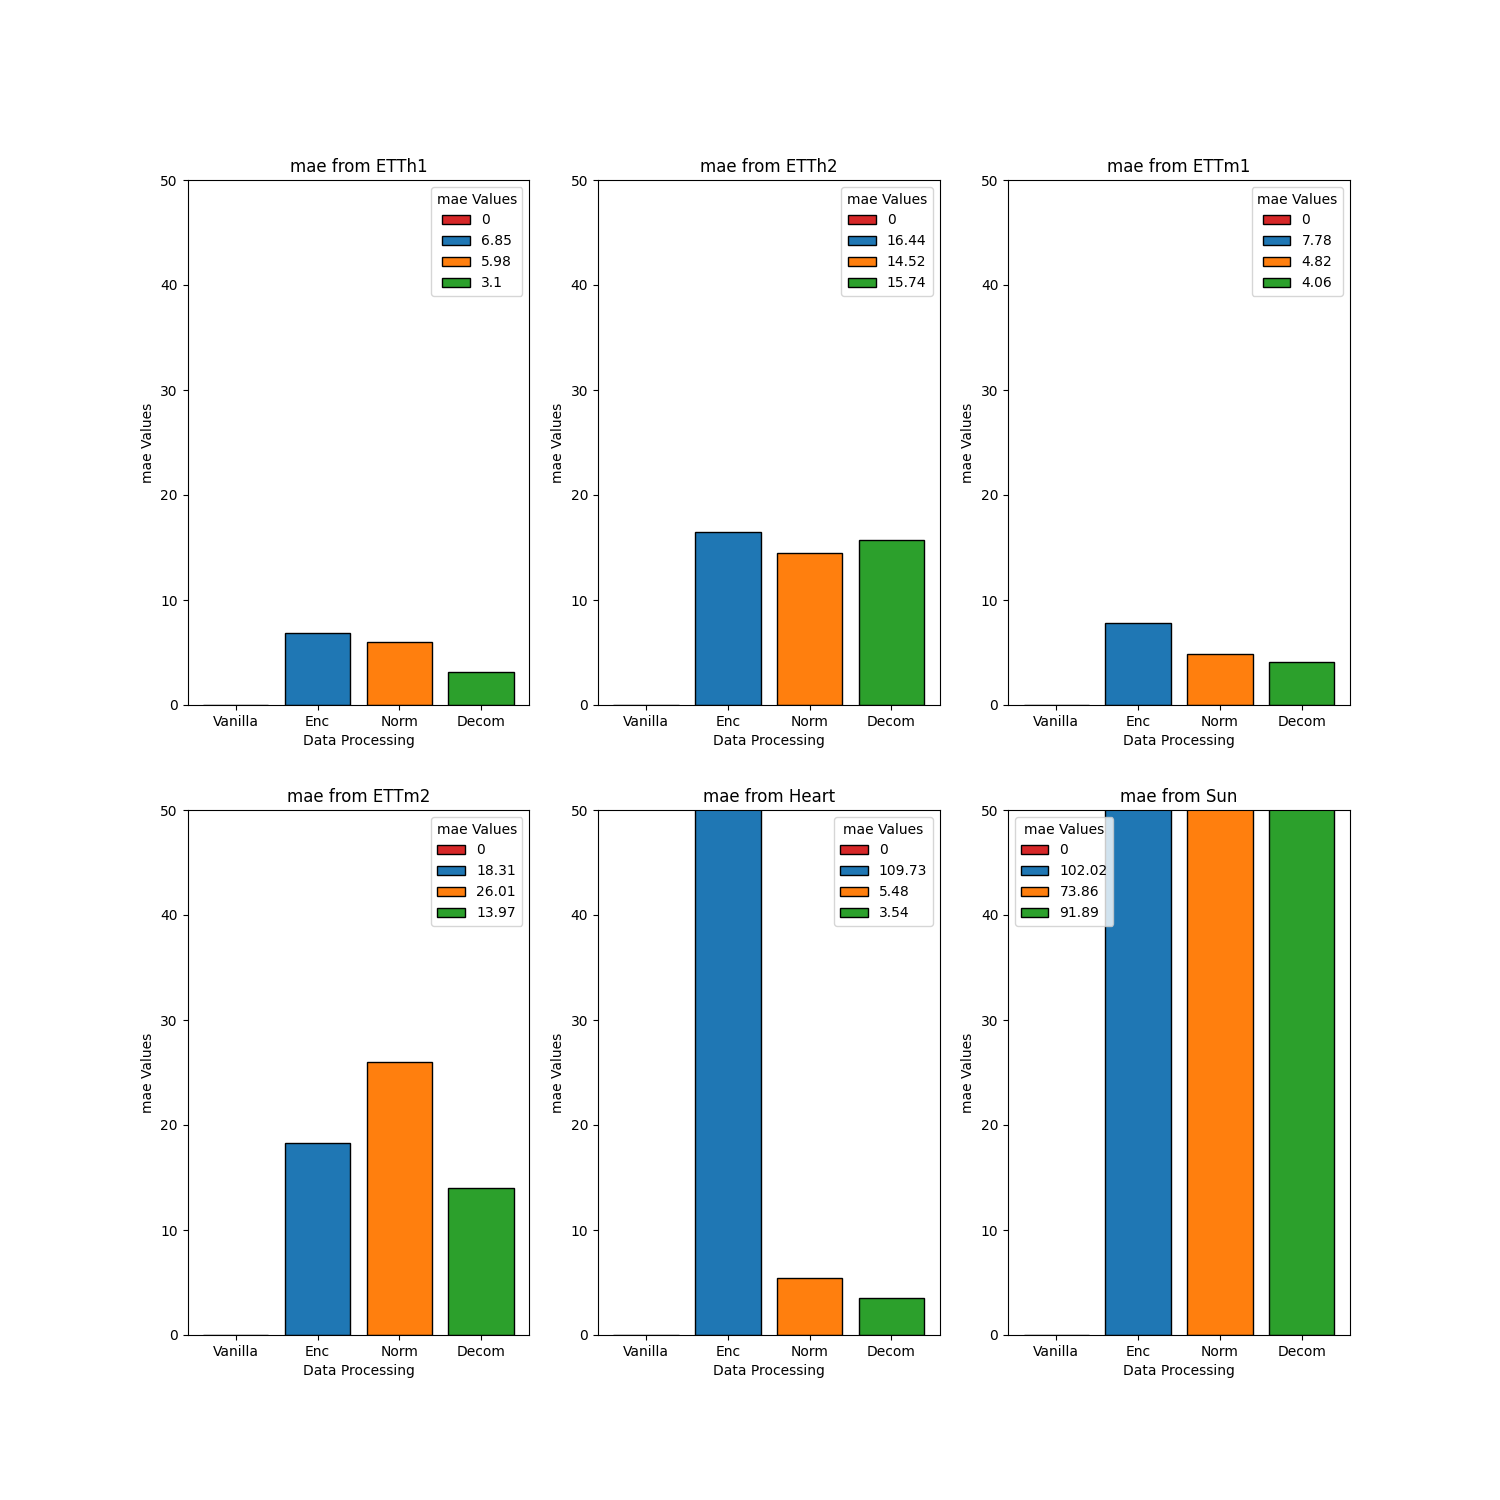 mae from ETTh1
50
40
30
20
10
0
mae Values
mae Values
0
6.85
5.98
3.1
Vanilla Enc Norm Decom
Data Processing
mae from ETTh2
50
40
30
20
10
0
mae Values
mae Values
0
16.44
14.52
15.74
Vanilla Enc Norm Decom
Data Processing
mae from ETTm1
50
40
30
20
10
0
mae Values
mae Values
0
7.78
4.82
4.06
Vanilla Enc Norm Decom
Data Processing
mae from ETTm2
50
40
30
20
10
0
mae Values
mae Values
0
18.31
26.01
13.97
Vanilla Enc Norm Decom
Data Processing
mae from Heart
50
40
30
20
10
0
mae Values
mae Values
0
109.73
5.48
3.54
Vanilla Enc Norm Decom
Data Processing
mae from Sun
50
40
30
20
10
0
mae Values
mae Values
0
102.02
73.86
91.89
Vanilla Enc Norm Decom
Data Processing